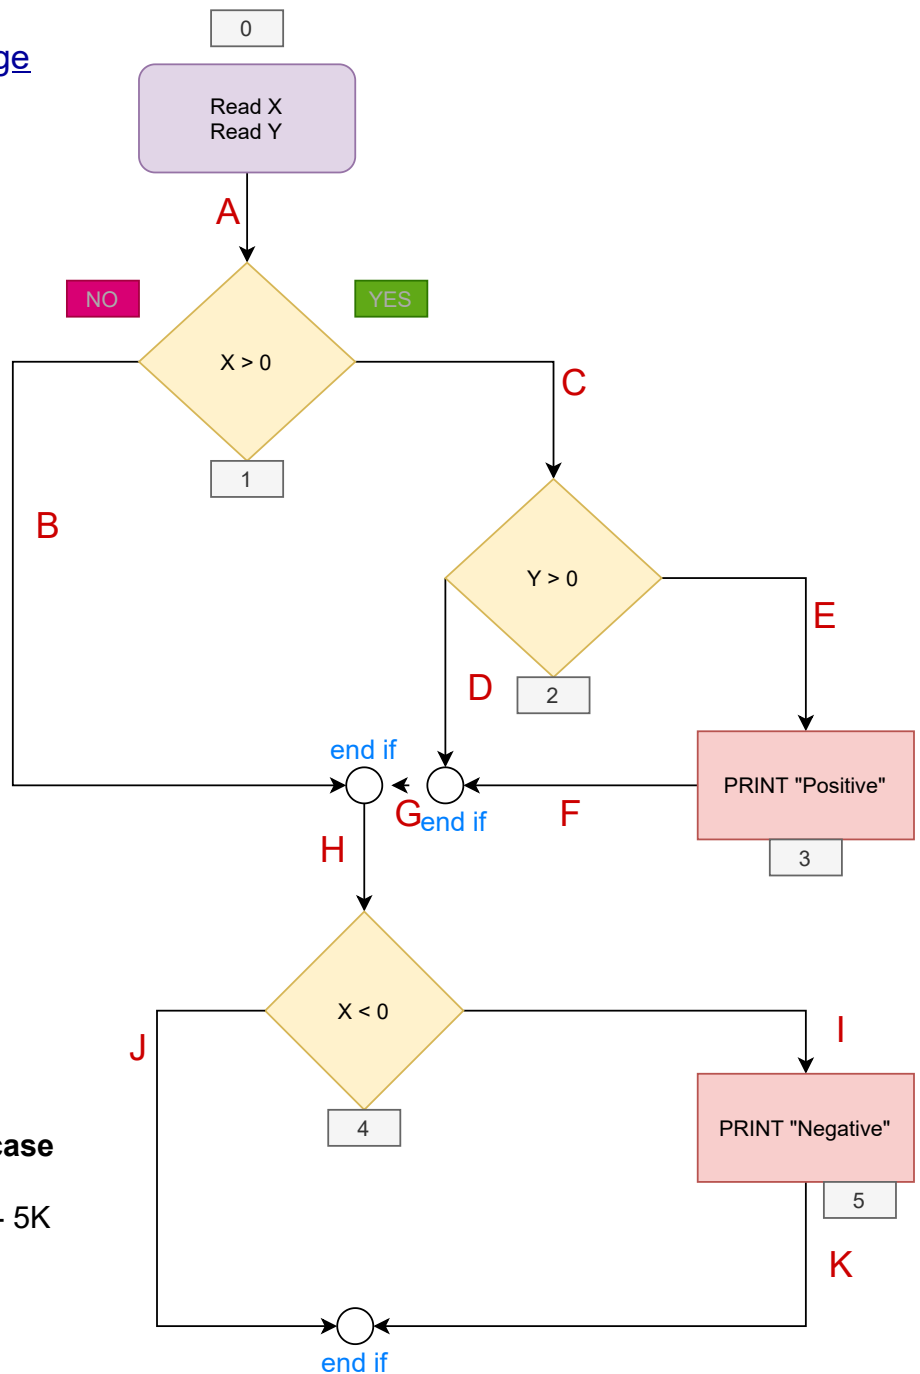 0
ge
Read X
Read Y
A
NO
YES
X > 0
C
1
B
Y > 0
E
D
2
end if
PRINT "Positive"
G
F
end if
H
3
X < 0
J
I
4
PRINT "Negative"
case
5
- 5K
K
end if